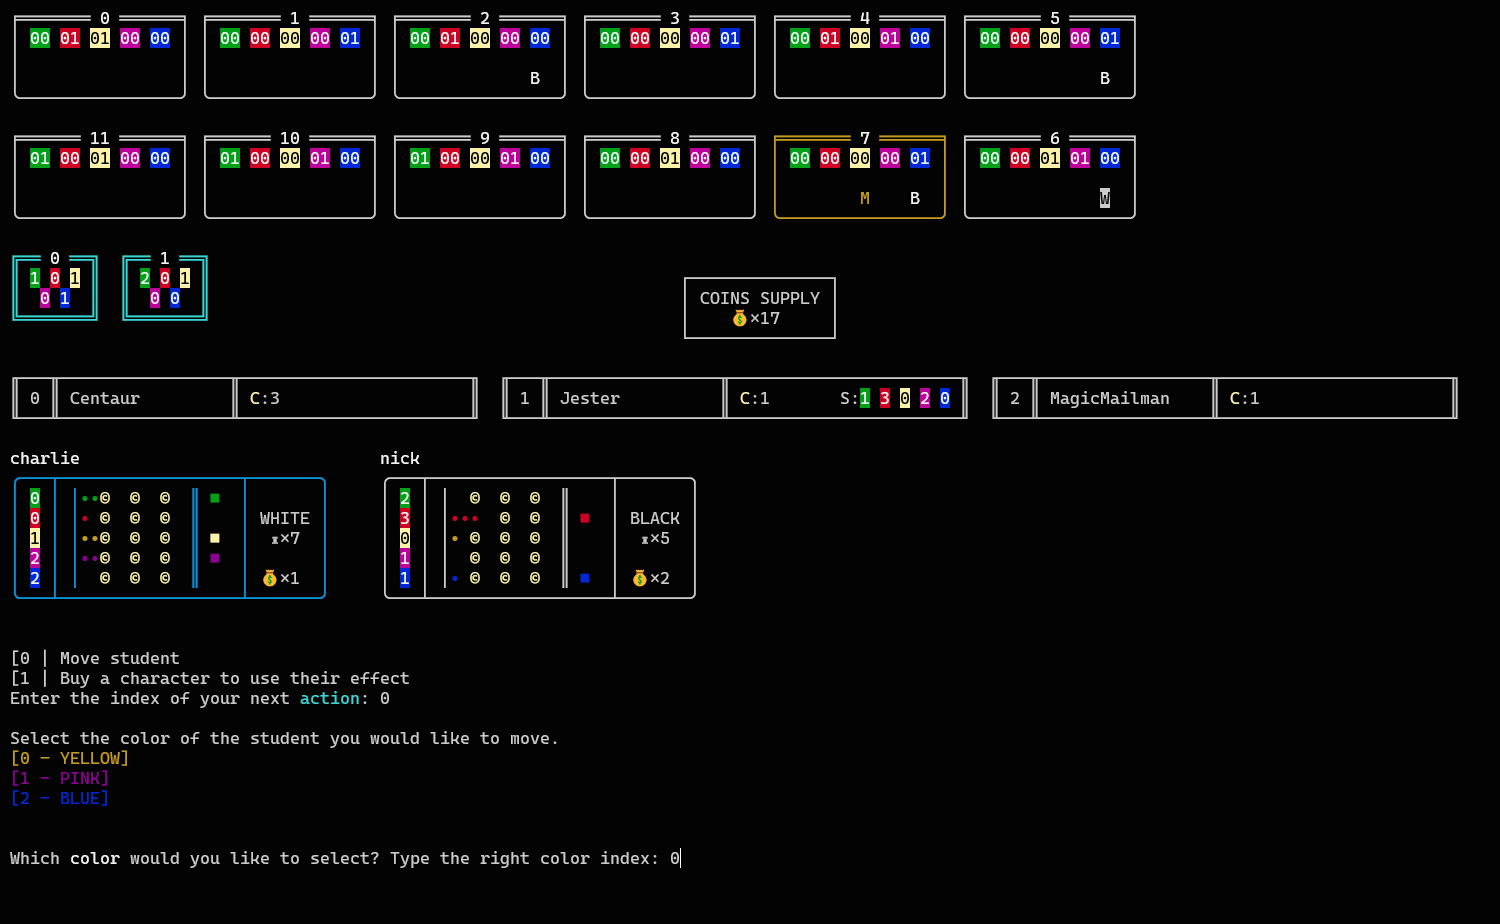 0 1 2 3 4 5
00 01 01 00 00 00 00 00 00 01 00 01 00 00 00 00 00 00 00 01 00 01 00 01 00 00 00 00 00 01
B B
11 10 9 8 7 6
01 00 01 00 00 01 00 00 01 00 01 00 00 01 00 00 00 01 00 00 00 00 00 00 01 00 00 01 01 00
M B W
0 1
1 0 1 2 0 1
0 1 0 0
COINS SUPPLY
💰×17
0 Centaur C:3 1 Jester C:1 S:1 3 0 2 0 2 MagicMailman C:1
charlie nick
0 ••© © © ■ 2 © © ©
0 • © © © WHITE 3 ••• © © ■ BLACK
1 ••© © © ■ ♜×7 0 • © © © ♜×5
2 ••© © © ■ 1 © © ©
2 © © © 💰×1 1 • © © © ■ 💰×2
[0 | Move student
[1 | Buy a character to use their effect
Enter the index of your next action: 0
Select the color of the student you would like to move.
[0 – YELLOW]
[1 – PINK]
[2 – BLUE]
Which color would you like to select? Type the right color index: 0